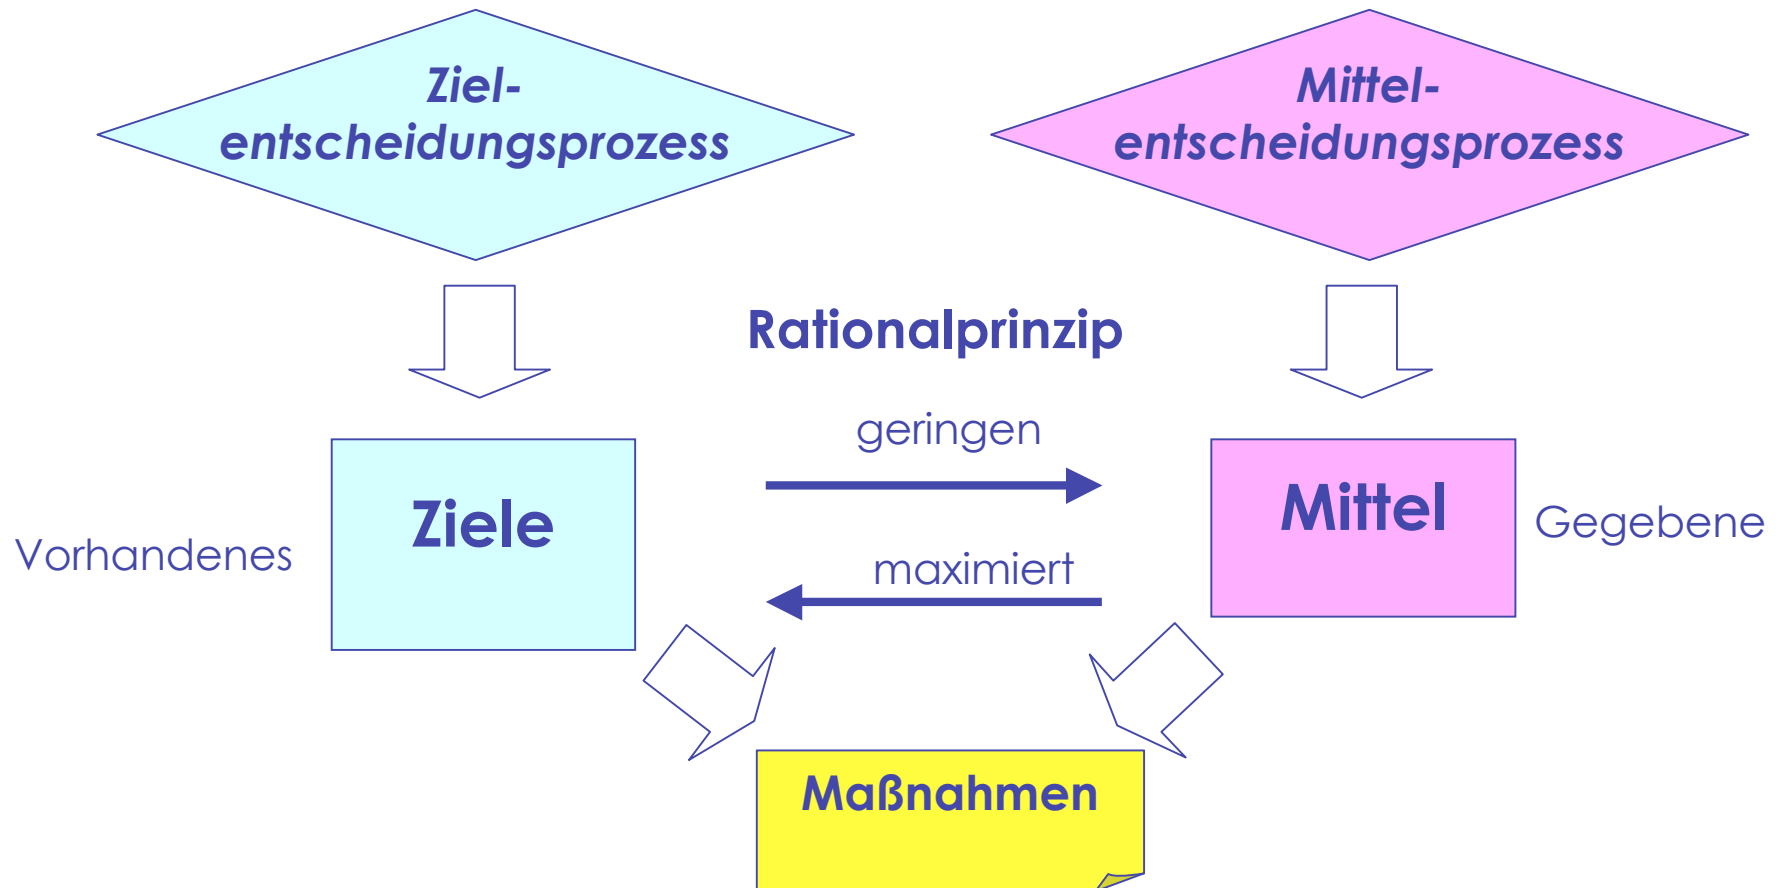 Ziel-
entscheidungsprozess
Mittel-
entscheidungsprozess
Rationalprinzip
geringen
Vorhandenes
Ziele
Mittel
Gegebene
maximiert
Maßnahmen